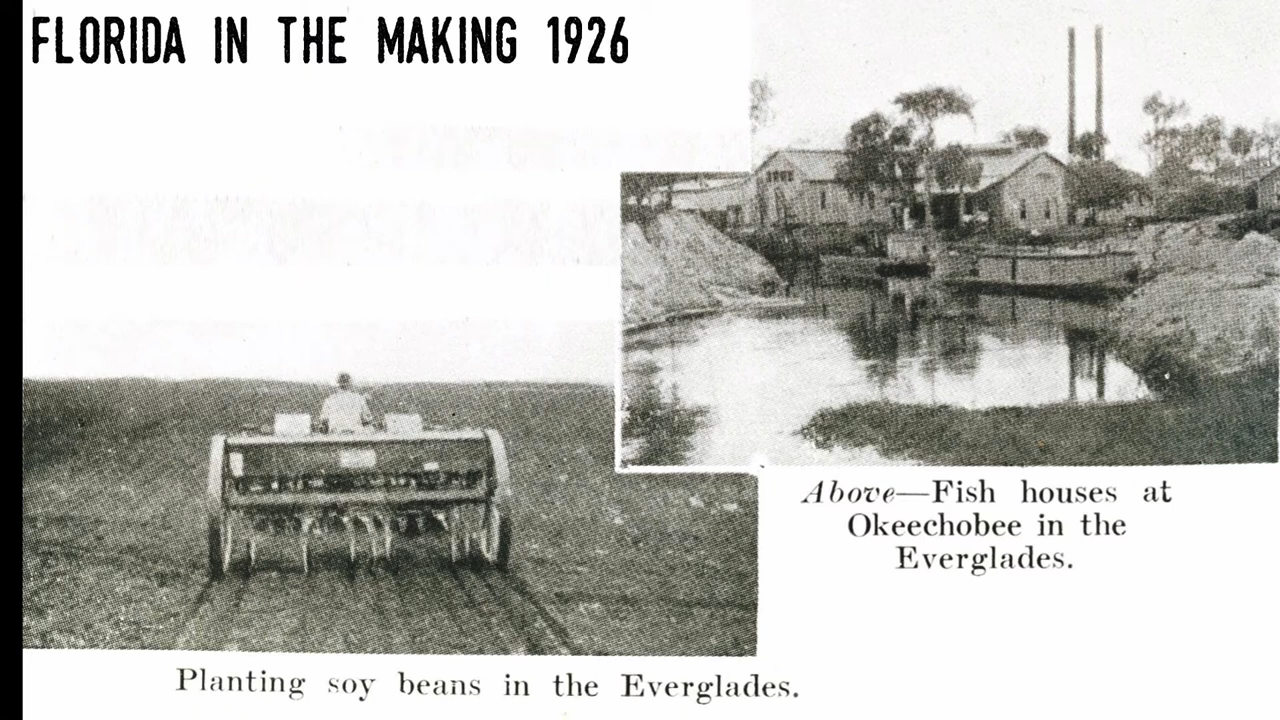 FLORIDA IN THE MAKING 1926
Above—Fish houses at
Okeechobee in the
Everglades.
Planting soy beans in the Everglades.